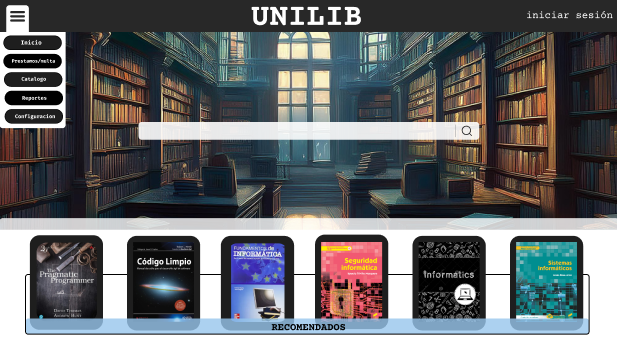 UNILIB
iniciar sesión
Inicio
Prestamos/multa
Catalogo
Reportes
Configuracion
The
Pragmatic
Programmer
Código Limpio
FUNDAMENTOS DE
INFORMÁTICA
Seguridad
informática
Informática
Sistemas
informáticos
RECOMENDADOS